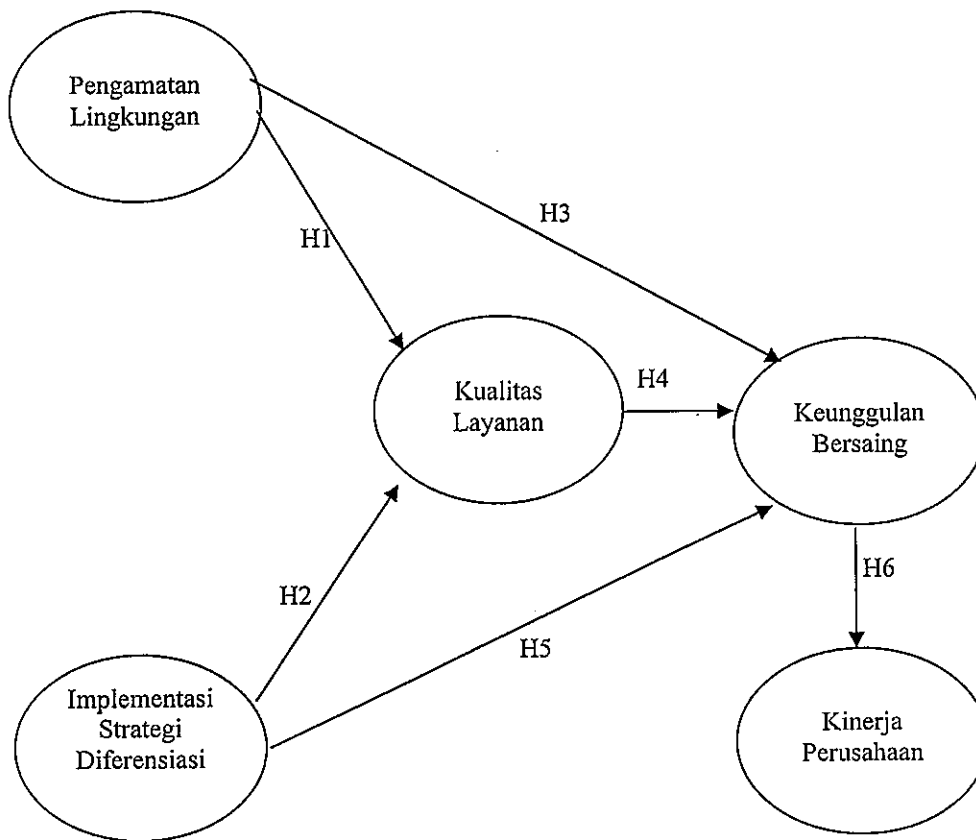 Pengamatan
Lingkungan
H3
H1
Kualitas
Layanan
H4
Keunggulan
Bersaing
H2
H5
H6
Implementasi
Strategi
Diferensiasi
Kinerja
Perusahaan